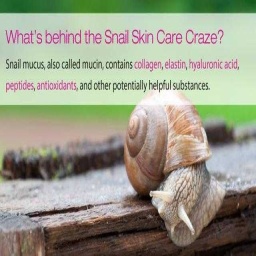 What's behind the Snail Skin Care Craze?
Snail mucus, also called mucin, contains collagen, elastin, hyaluronic acid,
peptides, antioxidants, and other potentially helpful substances.